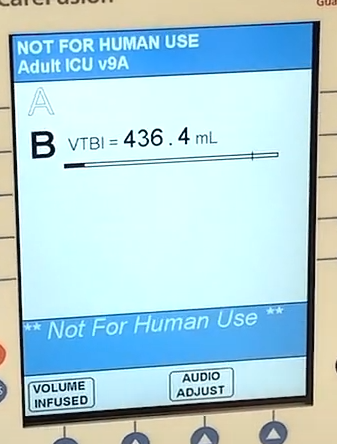 CareFusion
NOT FOR HUMAN USE
Adult ICU v9A
A
B VTBI = 436.4 mL
** Not For Human Use **
VOLUME
INFUSED
AUDIO
ADJUST